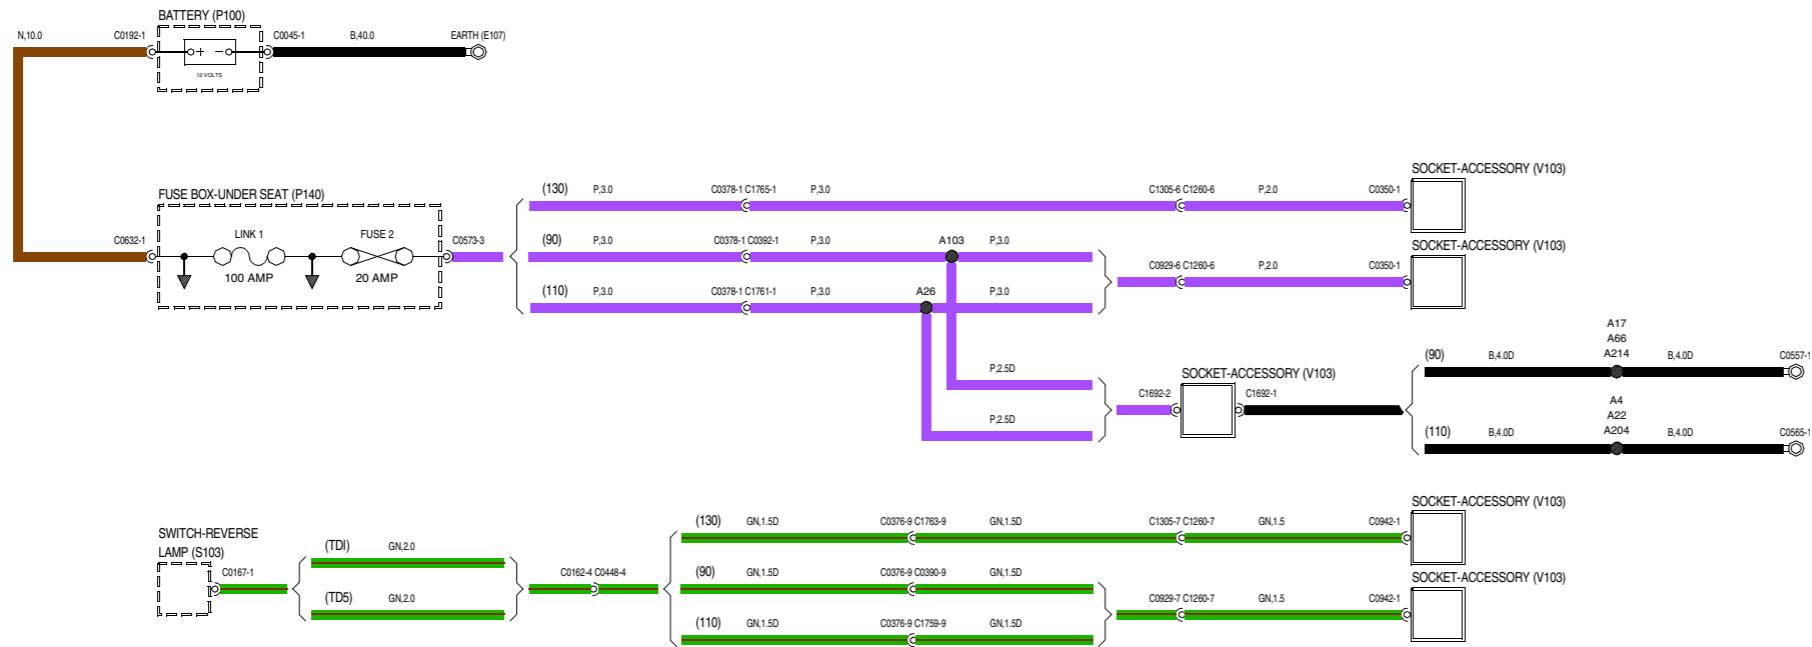 BATTERY (P100)
N,10.0 C0192-1 C0045-1 B,40.0 EARTH (E107)
+ −
12 VOLTS
SOCKET-ACCESSORY (V103)
FUSE BOX-UNDER SEAT (P140)
(130) P,3.0 C0378-1 C1765-1 P,3.0 C1305-6 C1260-6 P,2.0 C0350-1
C0632-1 LINK 1 FUSE 2 C0573-3
100 AMP 20 AMP
(90) P,3.0 C0378-1 C0392-1 P,3.0 A103 P,3.0
SOCKET-ACCESSORY (V103)
C0929-6 C1260-6 P,2.0 C0350-1
(110) P,3.0 C0378-1 C1761-1 P,3.0 A26 P,3.0
A17
A66
A214
(90) B,4.0D B,4.0D C0557-1
P,2.5D
SOCKET-ACCESSORY (V103)
C1692-2 C1692-1
A4
A22
A204
P,2.5D
(110) B,4.0D B,4.0D C0565-1
SOCKET-ACCESSORY (V103)
SWITCH-REVERSE
LAMP (S103)
(130) GN,1.5D C0376-9 C1763-9 GN,1.5D C1305-7 C1260-7 GN,1.5 C0942-1
(TDI) GN,2.0
C0167-1 C0162-4 C0448-4
(90) GN,1.5D C0376-9 C0390-9 GN,1.5D
SOCKET-ACCESSORY (V103)
(TD5) GN,2.0
C0929-7 C1260-7 GN,1.5 C0942-1
(110) GN,1.5D C0376-9 C1759-9 GN,1.5D